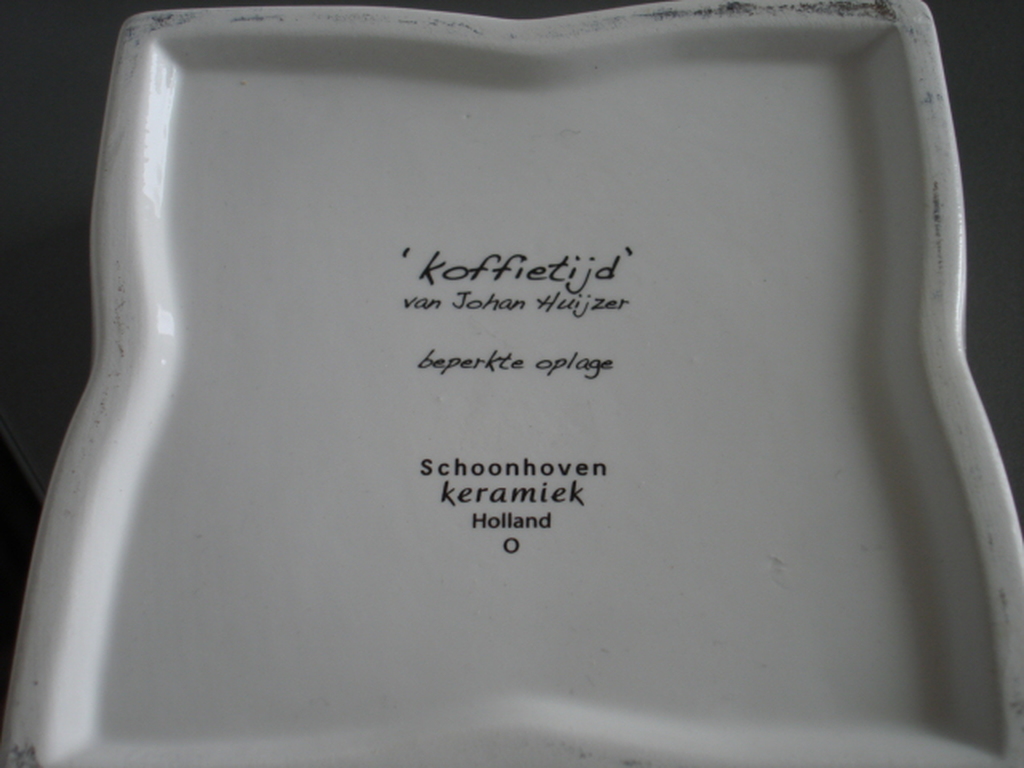 ‘koffietijd’
van Johan Huijzer
beperkte oplage
Schoonhoven
keramiek
Holland
O